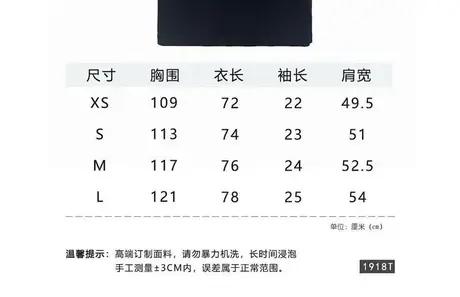 尺寸 胸围 衣长 袖长 肩宽
XS 109 72 22 49.5
S 113 74 23 51
M 117 76 24 52.5
L 121 78 25 54
单位：厘米 (cm)
温馨提示：高端订制面料，请勿暴力机洗，长时间浸泡
手工测量±3CM内，误差属于正常范围。
1918T